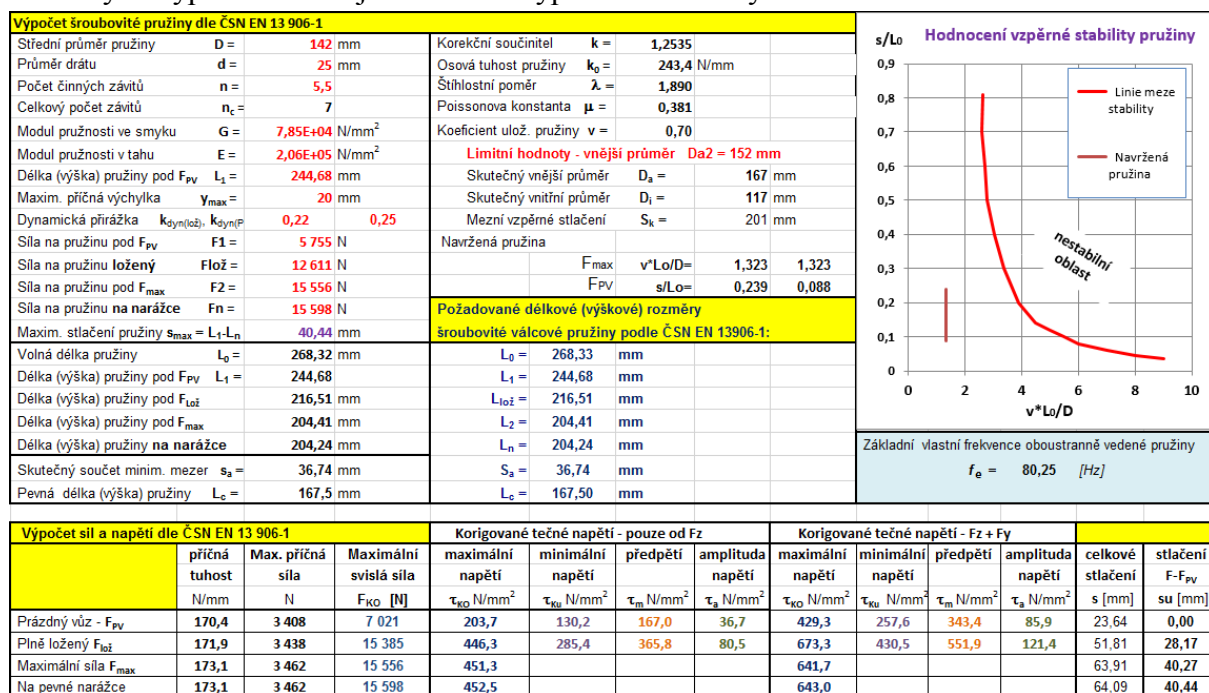 Výpočet šroubovité pružiny dle ČSN EN 13 906-1
Střední průměr pružiny D = 142 mm
Průměr drátu d = 25 mm
Počet činných závitů n = 5,5
Celkový počet závitů nc = 7
Modul pružnosti ve smyku G = 7,85E+04 N/mm²
Modul pružnosti v tahu E = 2,06E+05 N/mm²
Délka (výška) pružiny pod FPV L1 = 244,68 mm
Maxim. příčná výchylka ymax = 20 mm
Dynamická přirážka kdyn(lož), kdyn(P 0,22 0,25
Síla na pružinu pod FPV F1 = 5 755 N
Síla na pružinu ložený Flož = 12 611 N
Síla na pružinu pod Fmax F2 = 15 556 N
Síla na pružinu na narážce Fn = 15 598 N
Maxim. stlačení pružiny smax = L1-Ln 40,44 mm
Volná délka pružiny L0 = 268,32 mm
Délka (výška) pružiny pod FPV L1 = 244,68
Délka (výška) pružiny pod FLož 216,51 mm
Délka (výška) pružiny pod Fmax 204,41 mm
Délka (výška) pružiny na narážce 204,24 mm
Skutečný součet minim. mezer sa = 36,74 mm
Pevná délka (výška) pružiny Lc = 167,5 mm
Korekční součinitel k = 1,2535
Osová tuhost pružiny k0 = 243,4 N/mm
Štíhlostní poměr λ = 1,890
Poissonova konstanta μ = 0,381
Koeficient ulož. pružiny v = 0,70
Limitní hodnoty - vnější průměr Da2 = 152 mm
Skutečný vnější průměr Da = 167 mm
Skutečný vnitřní průměr Di = 117 mm
Mezní vzpěrné stlačení Sk = 201 mm
Navržená pružina
Fmax v*Lo/D= 1,323 1,323
FPV s/Lo= 0,239 0,088
Požadované délkové (výškové) rozměry
šroubovité válcové pružiny podle ČSN EN 13906-1:
L0 = 268,33 mm
L1 = 244,68 mm
Llož = 216,51 mm
L2 = 204,41 mm
Ln = 204,24 mm
Sa = 36,74 mm
Lc = 167,50 mm
s/L0 Hodnocení vzpěrné stability pružiny
0,9
0,8
0,7
0,6
0,5
0,4
0,3
0,2
0,1
0
0 2 4 6 8 10
v*L0/D
Linie meze
stability
Navržená
pružina
nestabilní
oblast
Základní vlastní frekvence oboustranně vedené pružiny
fe = 80,25 [Hz]
Výpočet sil a napětí dle ČSN EN 13 906-1 Korigované tečné napětí - pouze od Fz Korigované tečné napětí - Fz + Fy
příčná Max. příčná Maximální maximální minimální předpětí amplituda maximální minimální předpětí amplituda celkové stlačení
tuhost síla svislá síla napětí napětí napětí napětí napětí napětí stlačení F-FPV
N/mm N FKO [N] τKO N/mm² τKu N/mm² τm N/mm² τa N/mm² τKO N/mm² τKu N/mm² τm N/mm² τa N/mm² s [mm] su [mm]
Prázdný vůz - FPV 170,4 3 408 7 021 203,7 130,2 167,0 36,7 429,3 257,6 343,4 85,9 23,64 0,00
Plně ložený Flož 171,9 3 438 15 385 446,3 285,4 365,8 80,5 673,3 430,5 551,9 121,4 51,81 28,17
Maximální síla Fmax 173,1 3 462 15 556 451,3 641,7 63,91 40,27
Na pevné narážce 173,1 3 462 15 598 452,5 643,0 64,09 40,44